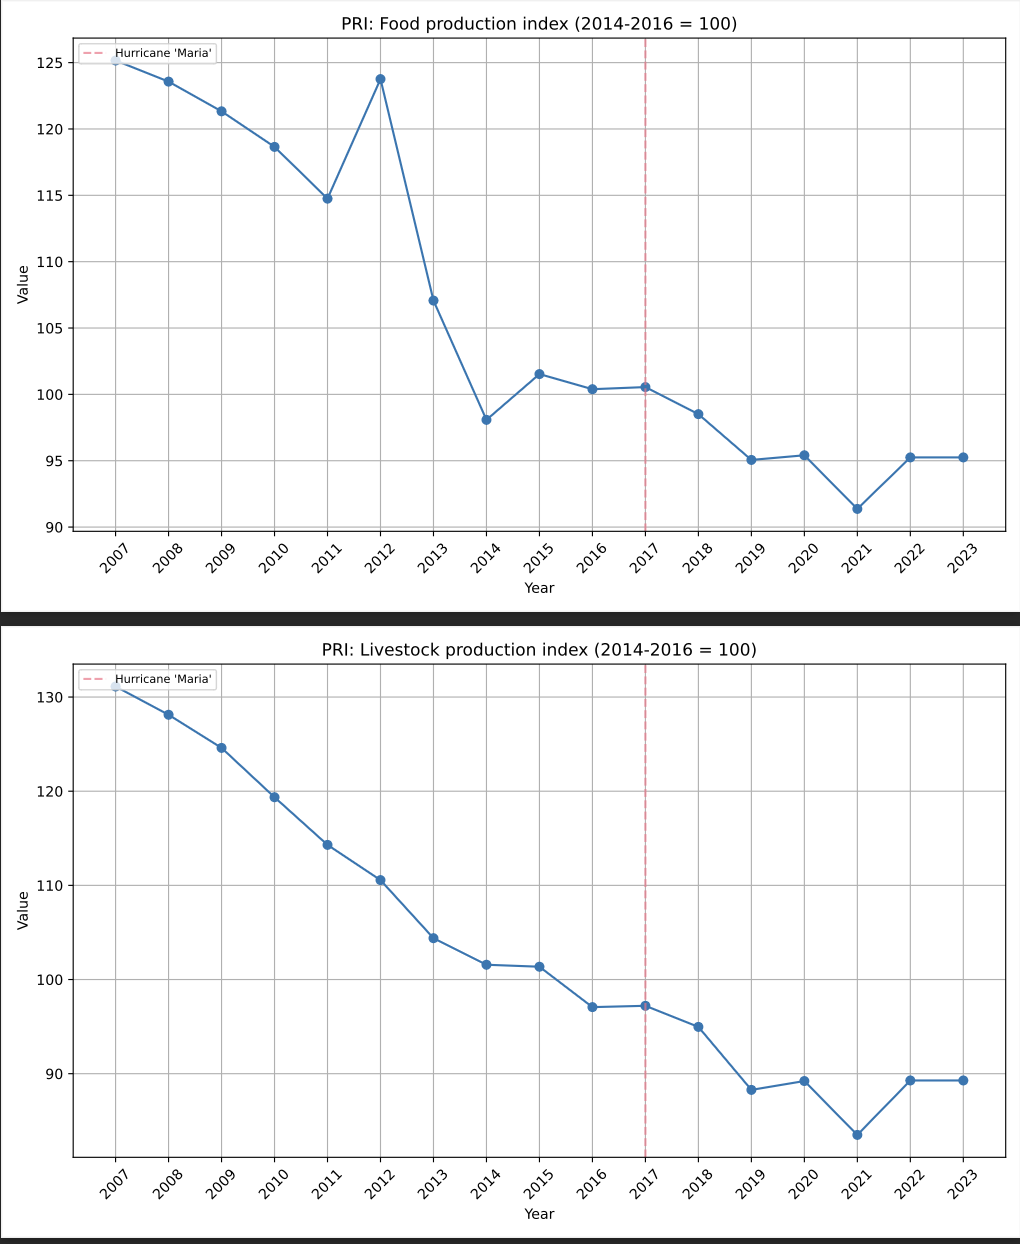 PRI: Food production index (2014-2016 = 100)
Hurricane 'Maria'
125
120
115
110
105
100
95
90
Value
2007 2008 2009 2010 2011 2012 2013 2014 2015 2016 2017 2018 2019 2020 2021 2022 2023
Year
PRI: Livestock production index (2014-2016 = 100)
Hurricane 'Maria'
130
120
110
100
90
Value
2007 2008 2009 2010 2011 2012 2013 2014 2015 2016 2017 2018 2019 2020 2021 2022 2023
Year